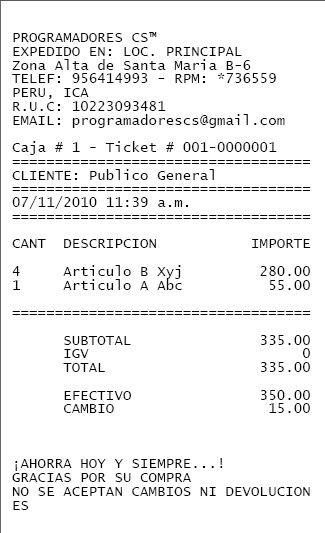 PROGRAMADORES CS™
EXPEDIDO EN: LOC. PRINCIPAL
Zona Alta de Santa Maria B-6
TELEF: 956414993 - RPM: *736559
PERU, ICA
R.U.C: 10223093481
EMAIL: programadorescs@gmail.com
Caja # 1 - Ticket # 001-0000001
===================================
CLIENTE: Publico General
===================================
07/11/2010 11:39 a.m.
===================================
CANT DESCRIPCION IMPORTE
4 Articulo B Xyj 280.00
1 Articulo A Abc 55.00
===================================
SUBTOTAL 335.00
IGV 0
TOTAL 335.00
EFECTIVO 350.00
CAMBIO 15.00
¡AHORRA HOY Y SIEMPRE...!
GRACIAS POR SU COMPRA
NO SE ACEPTAN CAMBIOS NI DEVOLUCION
ES